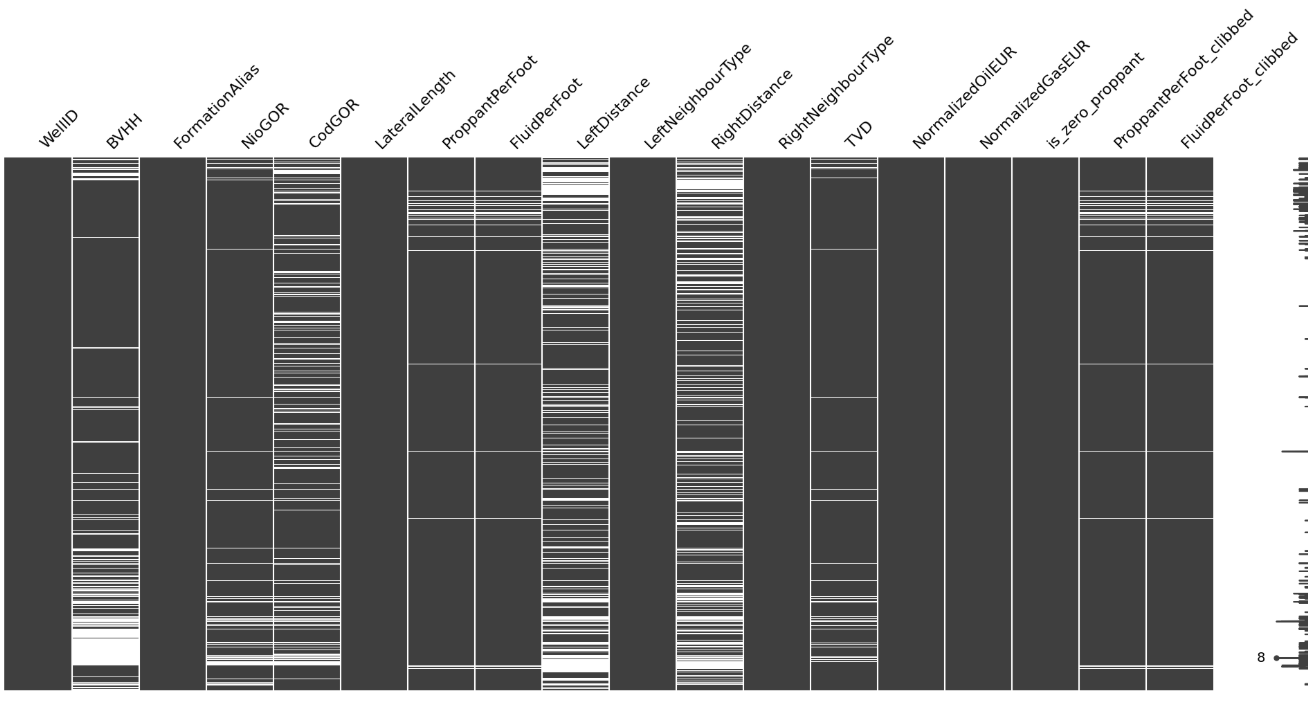 WellID
BVHH
FormationAlias
NioGOR
CodGOR
LateralLength
ProppantPerFoot
FluidPerFoot
LeftDistance
LeftNeighbourType
RightDistance
RightNeighbourType
TVD
NormalizedOilEUR
NormalizedGasEUR
is_zero_proppant
ProppantPerFoot_clibbed
FluidPerFoot_clibbed
8